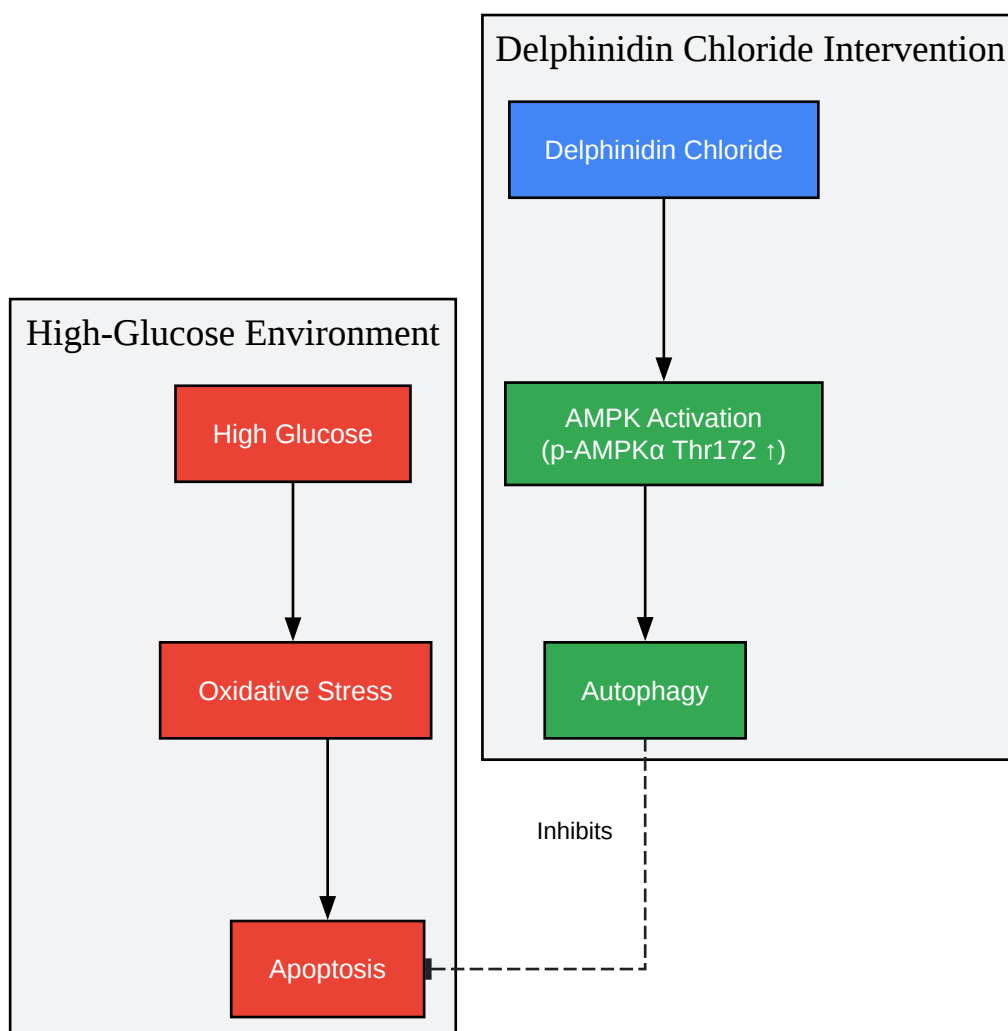 Delphinidin Chloride Intervention
Delphinidin Chloride
High-Glucose Environment
High Glucose
AMPK Activation
(p-AMPKα Thr172 ↑)
Oxidative Stress
Autophagy
Inhibits
Apoptosis